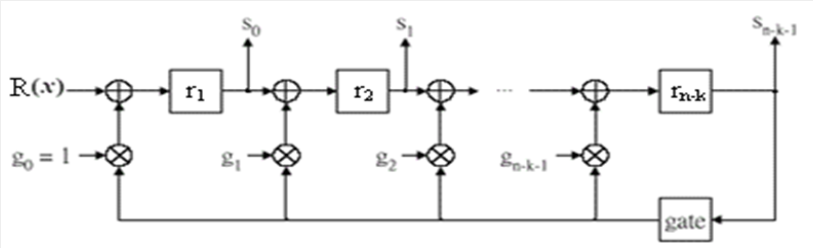 S₀ S₁ Sₙ₋ₖ₋₁
R(x) r₁ r₂ ... rₙ₋ₖ
g₀ = 1 g₁ g₂ gₙ₋ₖ₋₁
gate